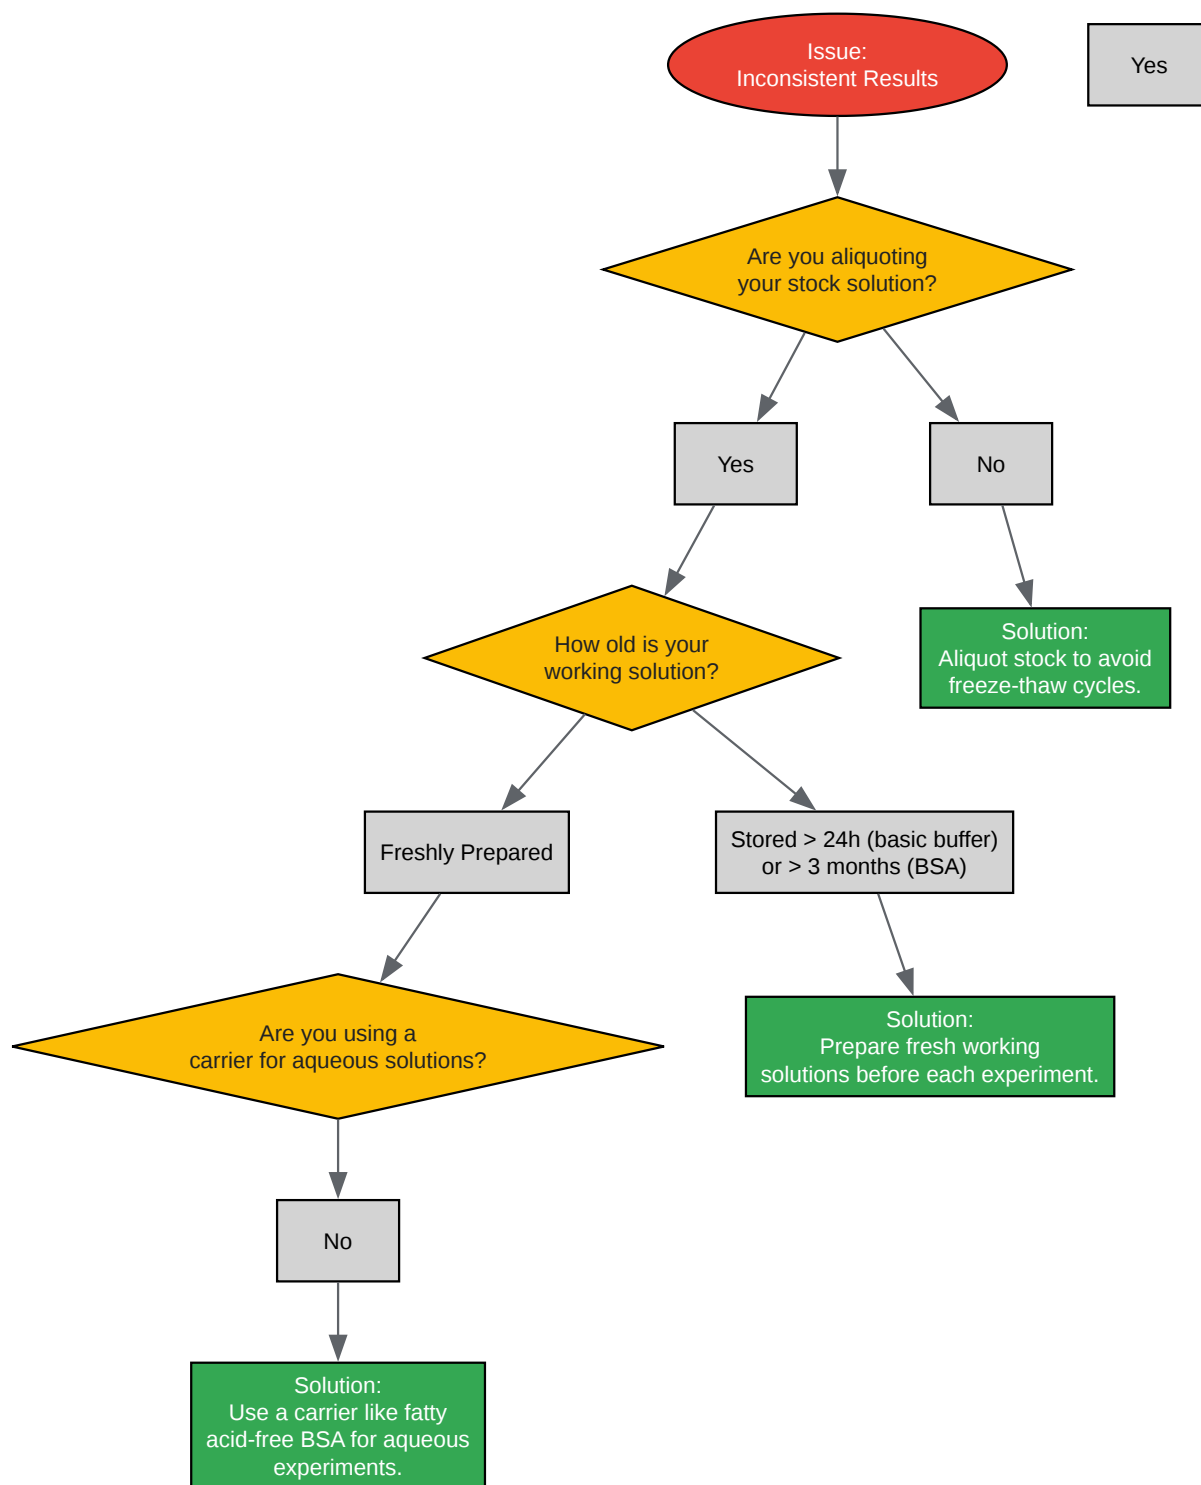 Issue:
Inconsistent Results
Yes
Are you aliquoting
your stock solution?
Yes
No
How old is your
working solution?
Solution:
Aliquot stock to avoid
freeze-thaw cycles.
Freshly Prepared
Stored > 24h (basic buffer)
or > 3 months (BSA)
Are you using a
carrier for aqueous solutions?
Solution:
Prepare fresh working
solutions before each experiment.
No
Solution:
Use a carrier like fatty
acid-free BSA for aqueous
experiments.